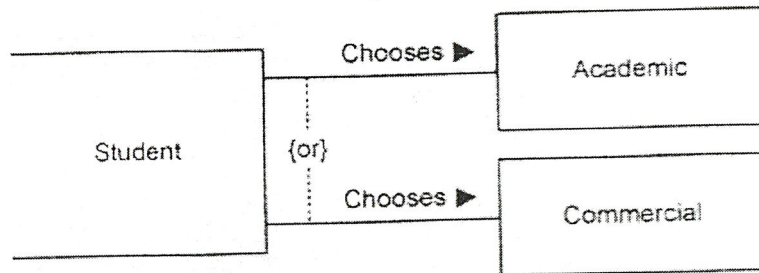 Chooses ►
Academic
Student
{or}
Chooses ►
Commercial